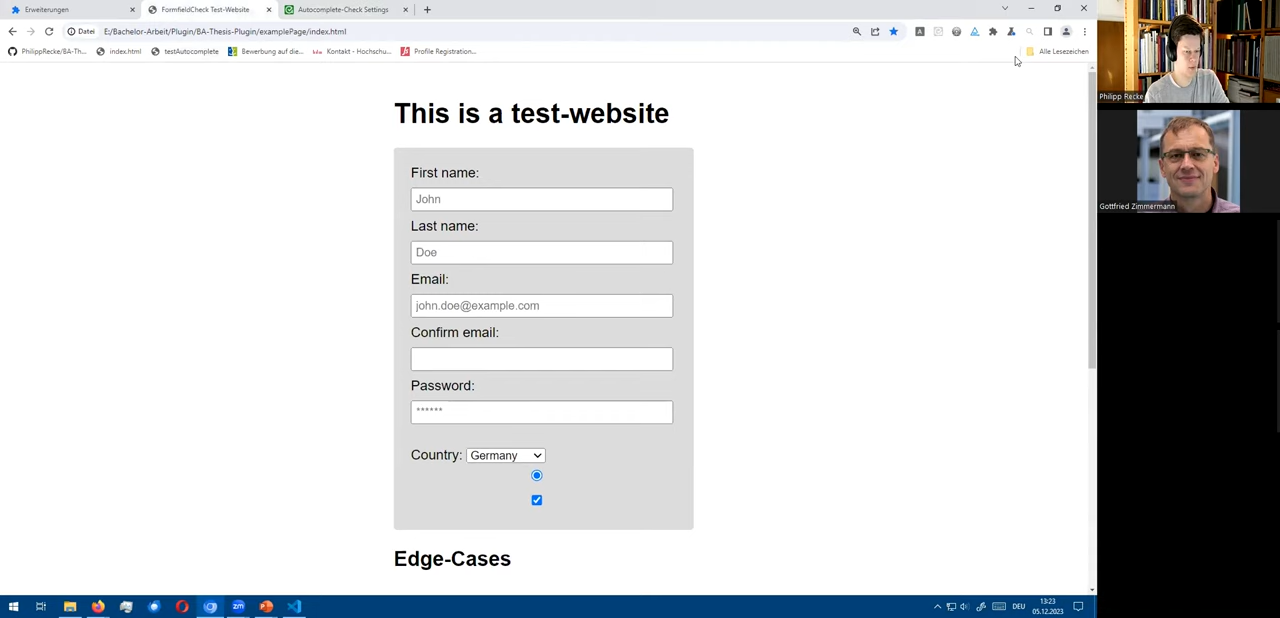 Erweiterungen
FormfieldCheck Test-Website
Autocomplete-Check Settings
Datei
E:/Bachelor-Arbeit/Plugin/BA-Thesis-Plugin/examplePage/index.html
PhilippRecke/BA-Th...
index.html
testAutocomplete
Bewerbung auf die...
Kontakt - Hochschu...
Profile Registration...
Alle Lesezeichen
This is a test-website
First name:
John
Last name:
Doe
Email:
john.doe@example.com
Confirm email:
Password:
******
Country: Germany
Edge-Cases
Philipp Recke
Gottfried Zimmermann
DEU
13:23
05.12.2023